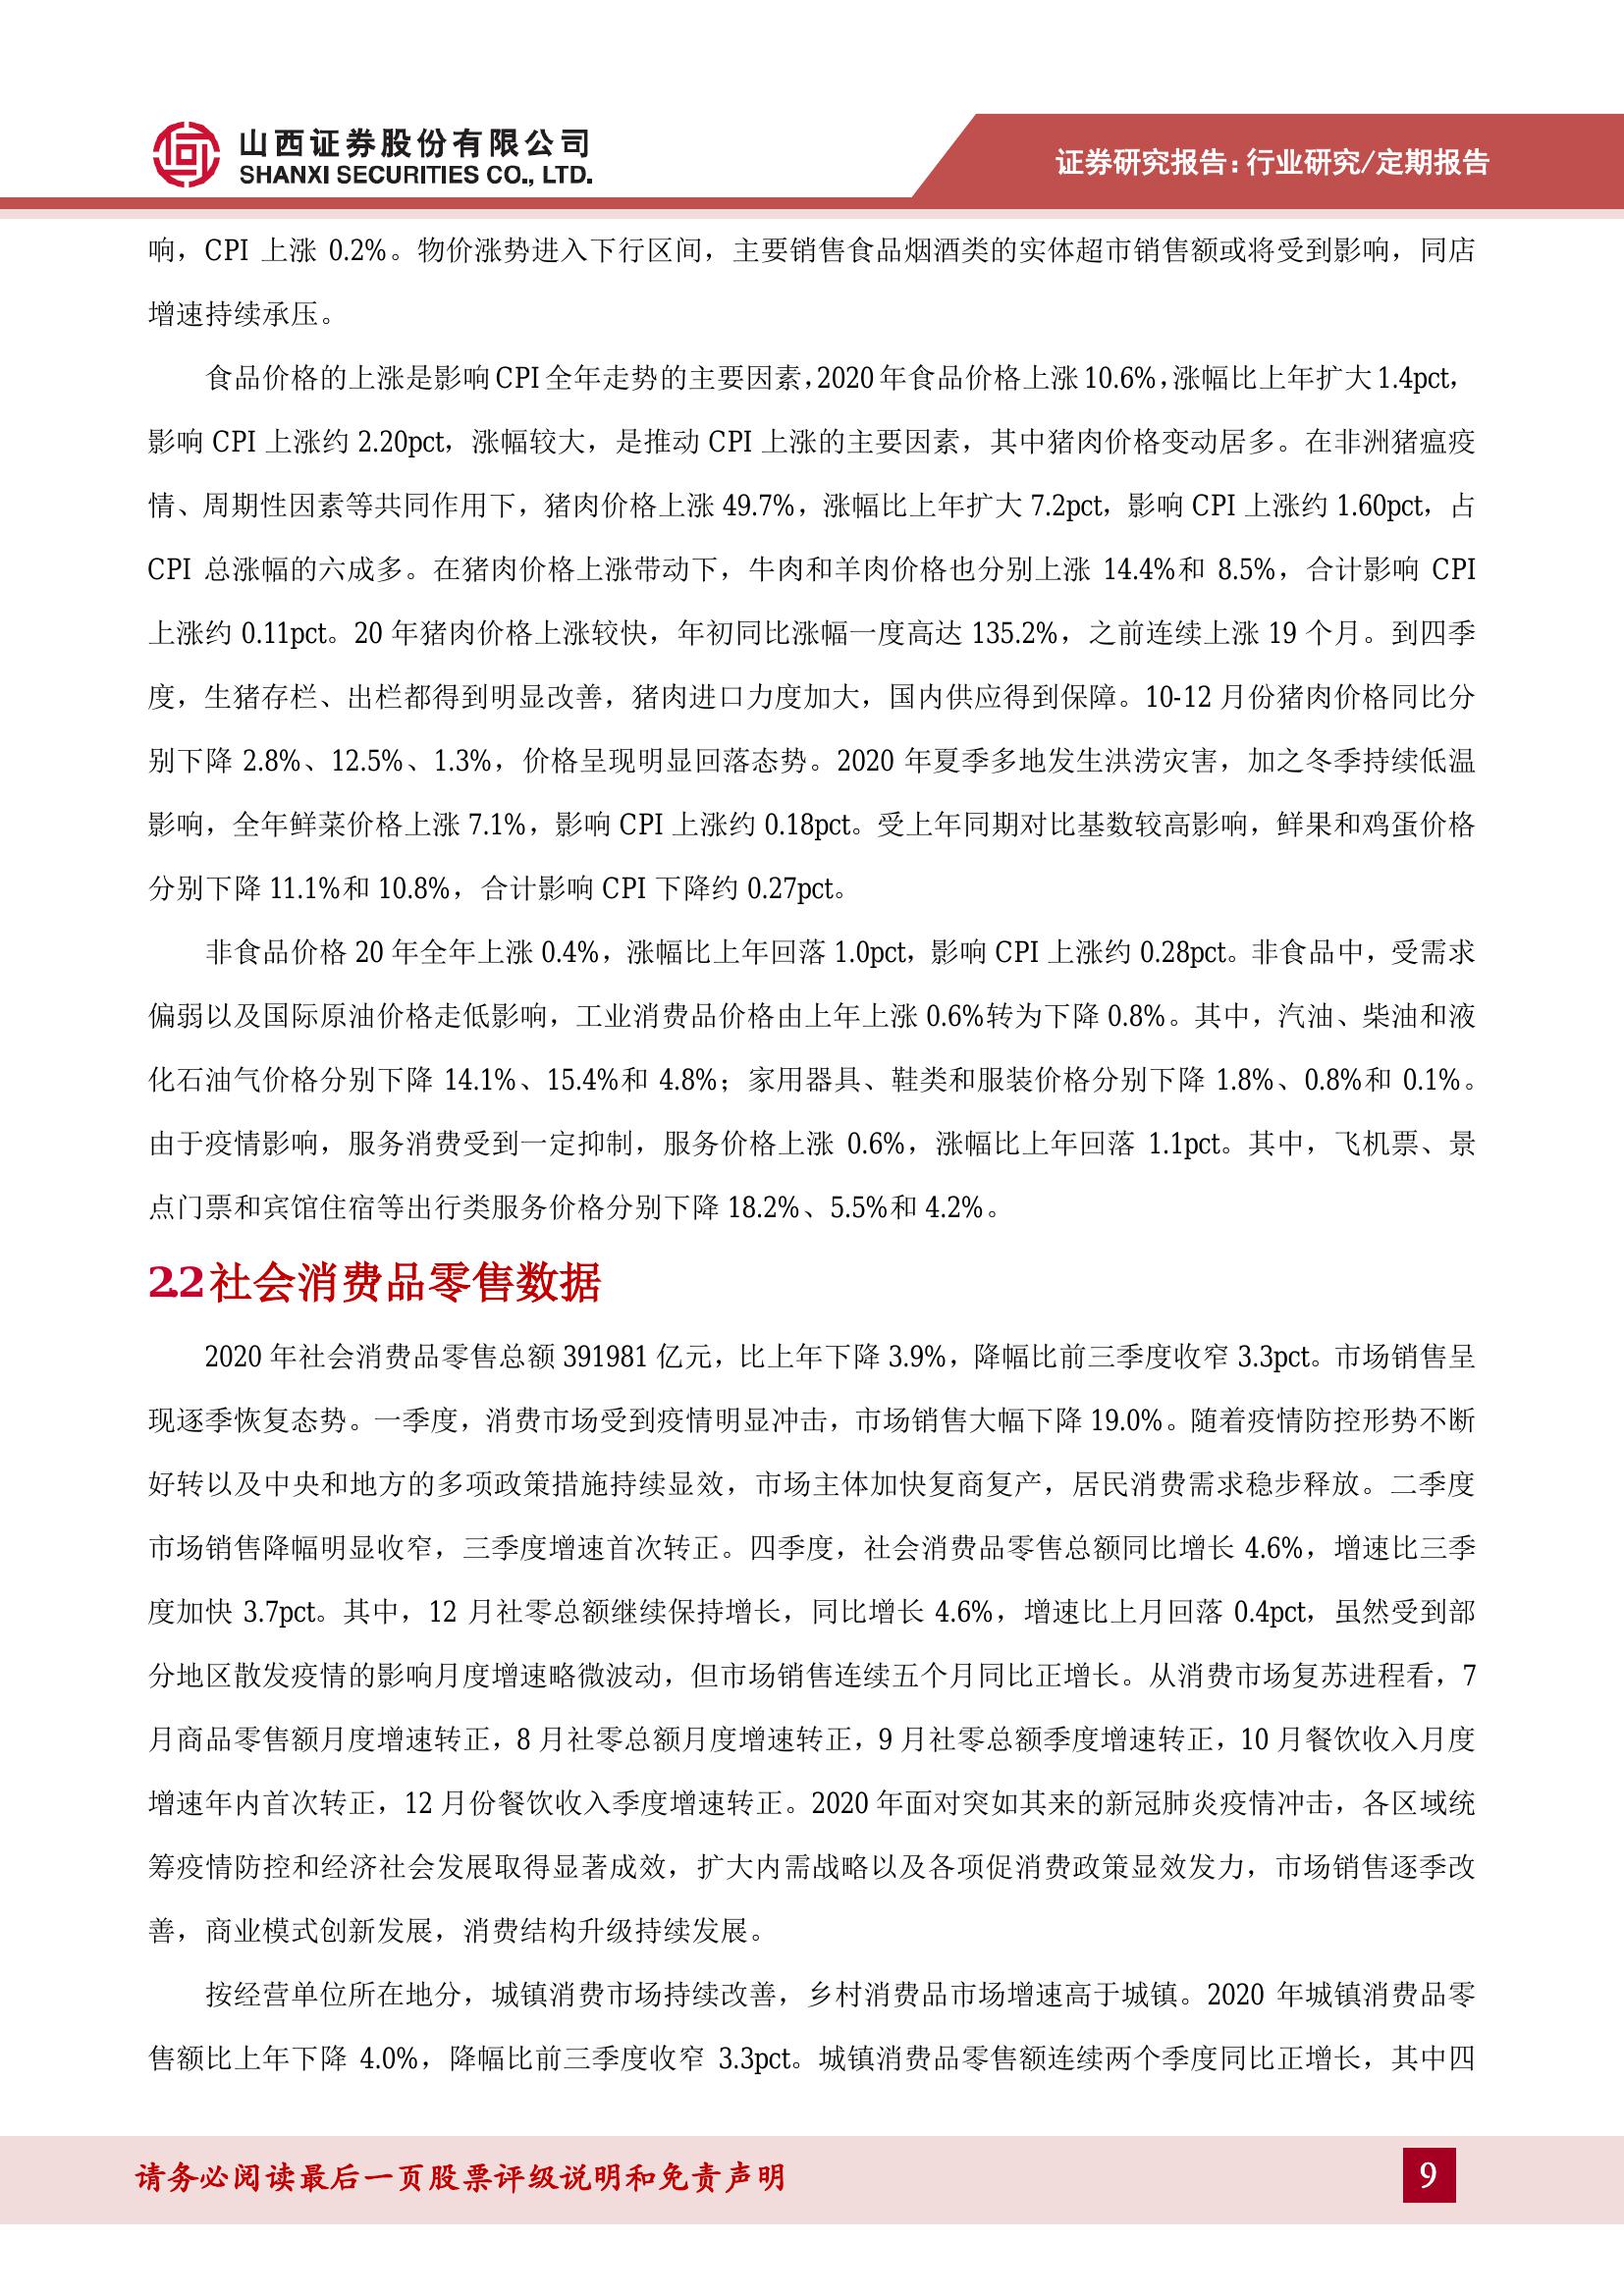 山西证券股份有限公司
SHANXI SECURITIES CO., LTD.
证券研究报告：行业研究/定期报告
响，CPI 上涨 0.2%。物价涨势进入下行区间，主要销售食品烟酒类的实体超市销售额或将受到影响，同店
增速持续承压。
食品价格的上涨是影响 CPI 全年走势的主要因素，2020 年食品价格上涨 10.6%，涨幅比上年扩大 1.4pct，
影响 CPI 上涨约 2.20pct，涨幅较大，是推动 CPI 上涨的主要因素，其中猪肉价格变动居多。在非洲猪瘟疫
情、周期性因素等共同作用下，猪肉价格上涨 49.7%，涨幅比上年扩大 7.2pct，影响 CPI 上涨约 1.60pct，占
CPI 总涨幅的六成多。在猪肉价格上涨带动下，牛肉和羊肉价格也分别上涨 14.4%和 8.5%，合计影响 CPI
上涨约 0.11pct。20 年猪肉价格上涨较快，年初同比涨幅一度高达 135.2%，之前连续上涨 19 个月。到四季
度，生猪存栏、出栏都得到明显改善，猪肉进口力度加大，国内供应得到保障。10-12 月份猪肉价格同比分
别下降 2.8%、12.5%、1.3%，价格呈现明显回落态势。2020 年夏季多地发生洪涝灾害，加之冬季持续低温
影响，全年鲜菜价格上涨 7.1%，影响 CPI 上涨约 0.18pct。受上年同期对比基数较高影响，鲜果和鸡蛋价格
分别下降 11.1%和 10.8%，合计影响 CPI 下降约 0.27pct。
非食品价格 20 年全年上涨 0.4%，涨幅比上年回落 1.0pct，影响 CPI 上涨约 0.28pct。非食品中，受需求
偏弱以及国际原油价格走低影响，工业消费品价格由上年上涨 0.6%转为下降 0.8%。其中，汽油、柴油和液
化石油气价格分别下降 14.1%、15.4%和 4.8%；家用器具、鞋类和服装价格分别下降 1.8%、0.8%和 0.1%。
由于疫情影响，服务消费受到一定抑制，服务价格上涨 0.6%，涨幅比上年回落 1.1pct。其中，飞机票、景
点门票和宾馆住宿等出行类服务价格分别下降 18.2%、5.5%和 4.2%。
2.2 社会消费品零售数据
2020 年社会消费品零售总额 391981 亿元，比上年下降 3.9%，降幅比前三季度收窄 3.3pct。市场销售呈
现逐季恢复态势。一季度，消费市场受到疫情明显冲击，市场销售大幅下降 19.0%。随着疫情防控形势不断
好转以及中央和地方的多项政策措施持续显效，市场主体加快复商复产，居民消费需求稳步释放。二季度
市场销售降幅明显收窄，三季度增速首次转正。四季度，社会消费品零售总额同比增长 4.6%，增速比三季
度加快 3.7pct。其中，12 月社零总额继续保持增长，同比增长 4.6%，增速比上月回落 0.4pct，虽然受到部
分地区散发疫情的影响月度增速略微波动，但市场销售连续五个月同比正增长。从消费市场复苏进程看，7
月商品零售额月度增速转正，8 月社零总额月度增速转正，9 月社零总额季度增速转正，10 月餐饮收入月度
增速年内首次转正，12 月份餐饮收入季度增速转正。2020 年面对突如其来的新冠肺炎疫情冲击，各区域统
筹疫情防控和经济社会发展取得显著成效，扩大内需战略以及各项促消费政策显效发力，市场销售逐季改
善，商业模式创新发展，消费结构升级持续发展。
按经营单位所在地分，城镇消费市场持续改善，乡村消费品市场增速高于城镇。2020 年城镇消费品零
售额比上年下降 4.0%，降幅比前三季度收窄 3.3pct。城镇消费品零售额连续两个季度同比正增长，其中四
请务必阅读最后一页股票评级说明和免责声明
9